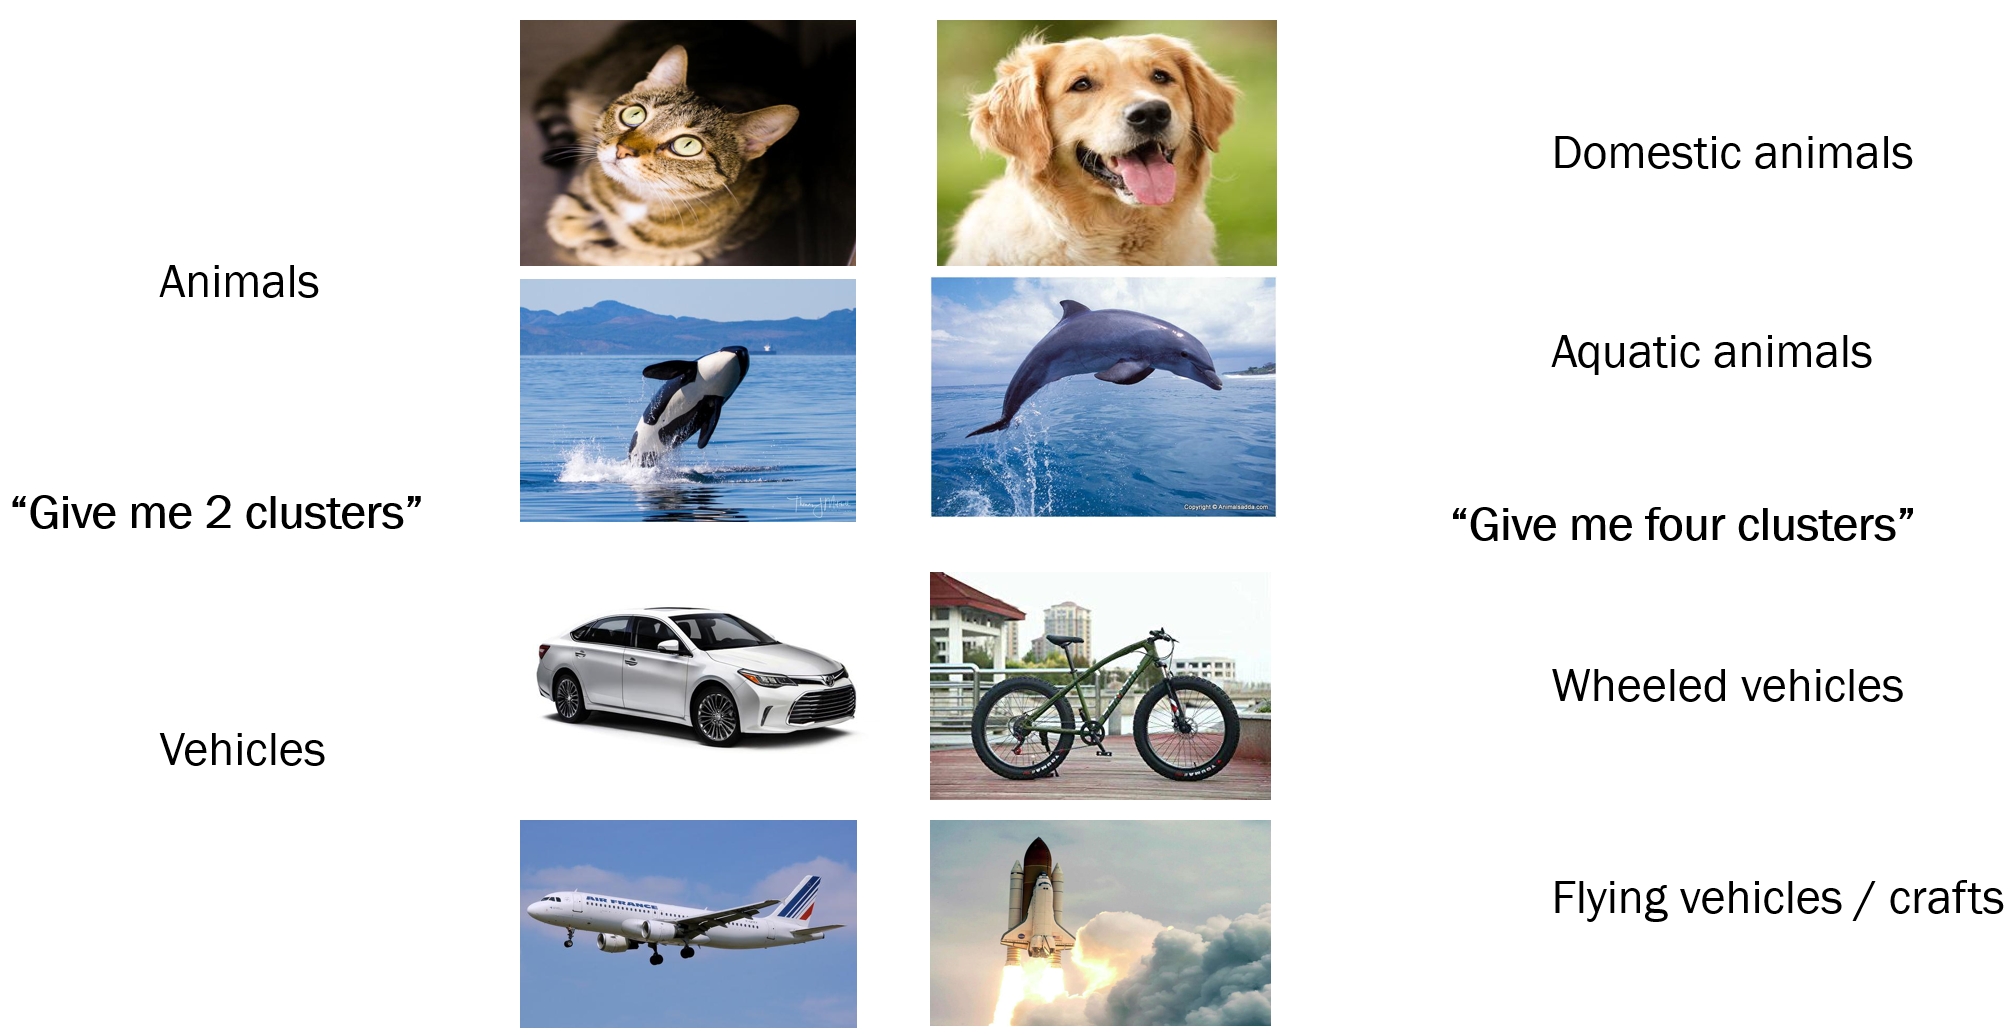 Domestic animals
Animals
Aquatic animals
Copyright © Animalsadda.com
“Give me 2 clusters”
“Give me four clusters”
Wheeled vehicles
Vehicles
AIR FRANCE
Flying vehicles / crafts